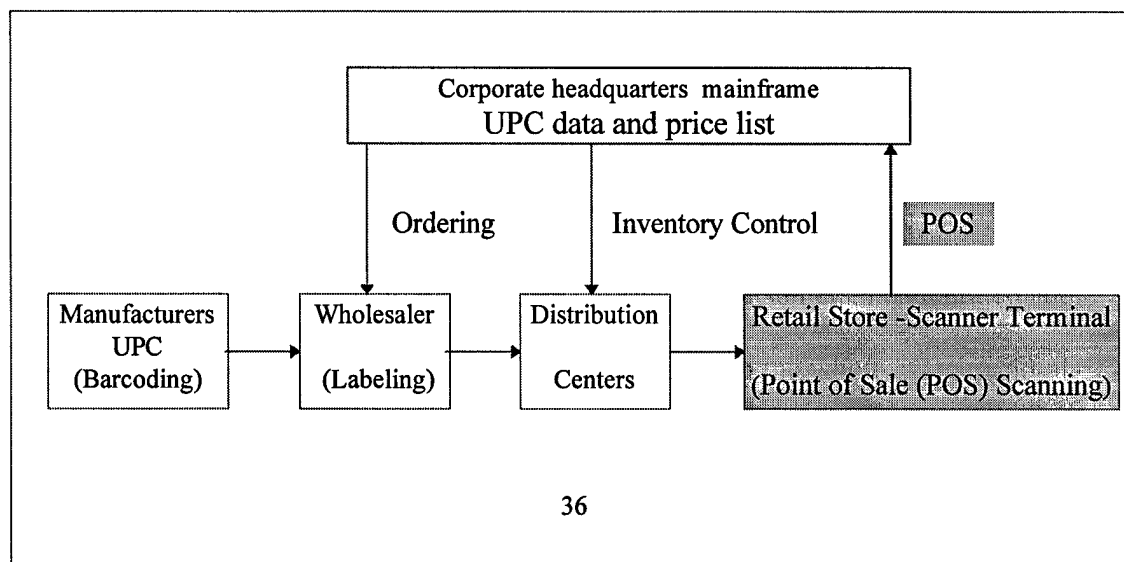 Corporate headquarters mainframe
UPC data and price list
Ordering
Inventory Control
POS
Manufacturers
UPC
(Barcoding)
Wholesaler
(Labeling)
Distribution
Centers
Retail Store -Scanner Terminal
(Point of Sale (POS) Scanning)
36